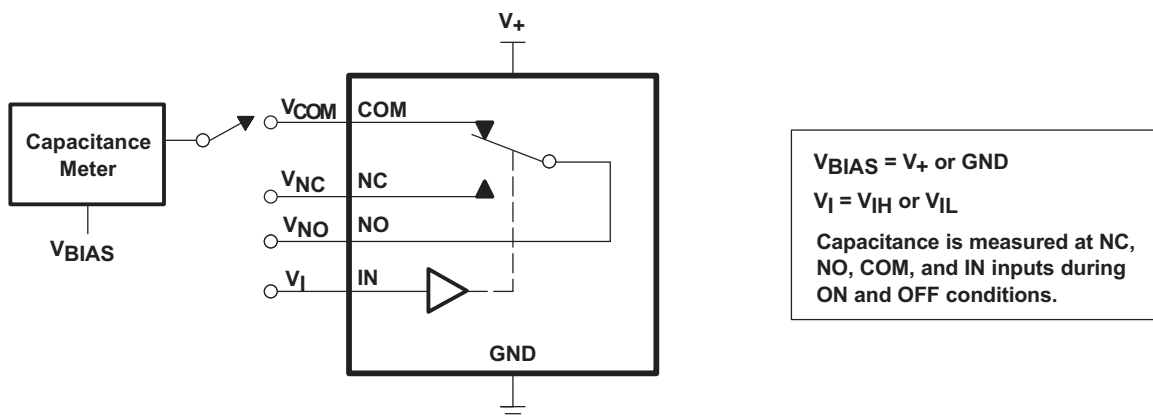 V+
Capacitance
Meter
VBIAS
VCOM COM
VNC NC
VNO NO
VI IN
GND
VBIAS = V+ or GND
VI = VIH or VIL
Capacitance is measured at NC,
NO, COM, and IN inputs during
ON and OFF conditions.